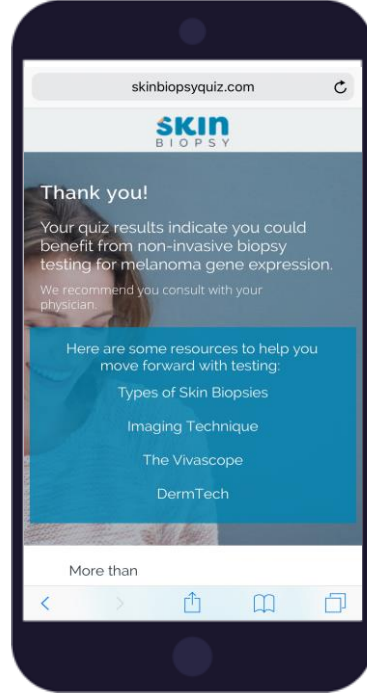 skinbiopsyquiz.com
SKIN
BIOPSY
Thank you!
Your quiz results indicate you could
benefit from non-invasive biopsy
testing for melanoma gene expression.
We recommend you consult with your
physician.
Here are some resources to help you
move forward with testing:
Types of Skin Biopsies
Imaging Technique
The Vivascope
DermTech
More than